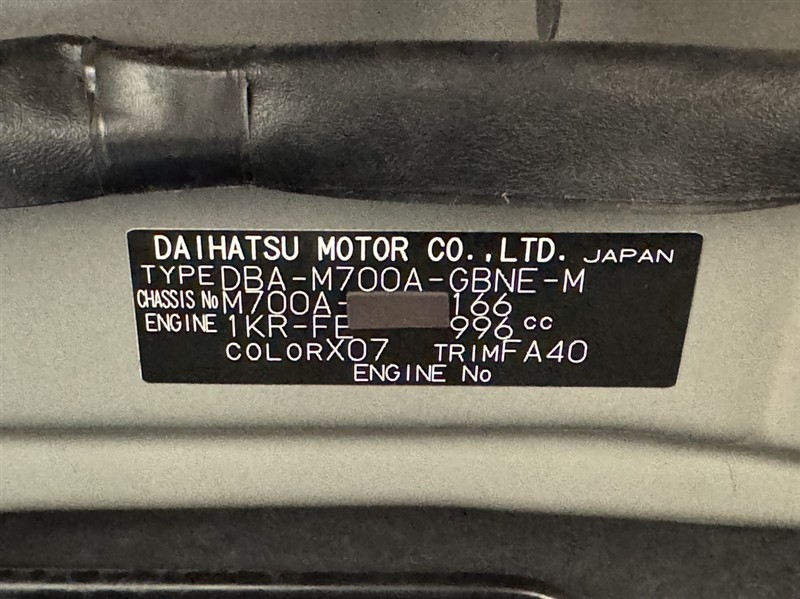 DAIHATSU MOTOR CO.,LTD. JAPAN
TYPE DBA-M700A-GBNE-M
CHASSIS No M700A- 166
ENGINE 1KR-FE 996 cc
COLOR X07 TRIM FA40
ENGINE No